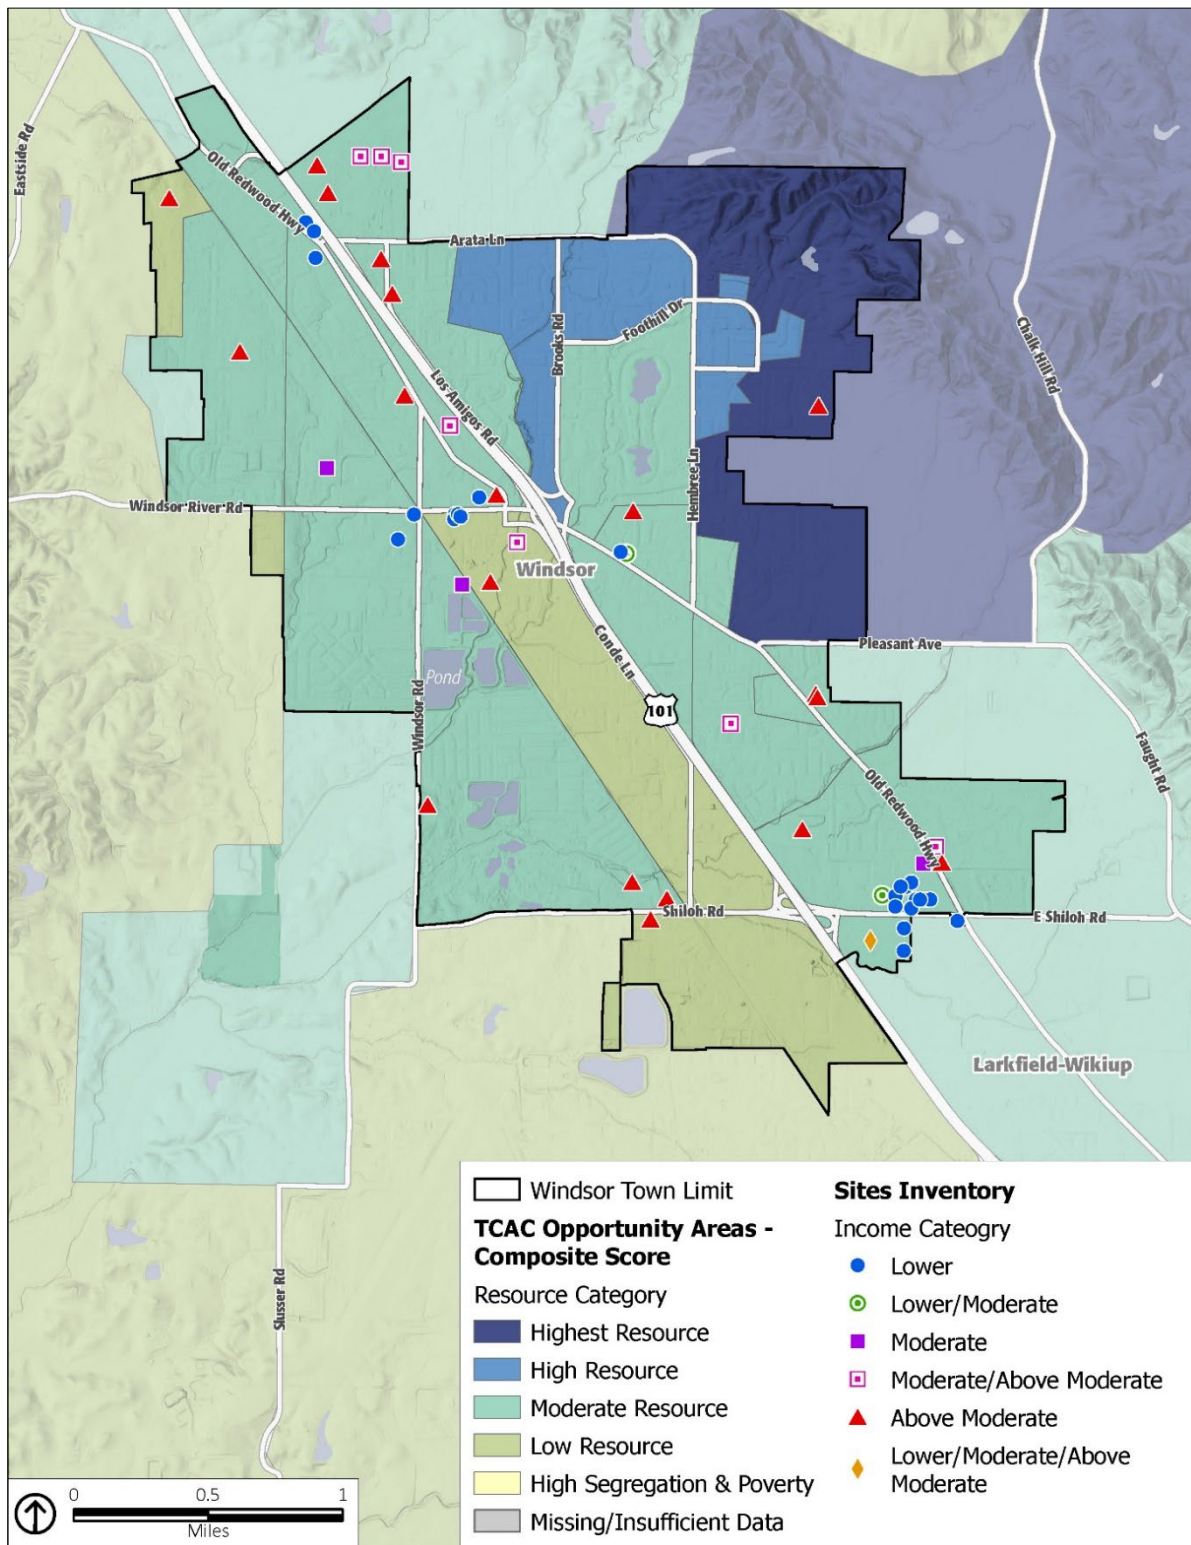 Eastside Rd
Old Redwood Hwy
Arata Ln
Brooks Rd
Foothill Dr
Chalk Hill Rd
Los Amigos Rd
Hembree Ln
Windsor River Rd
Windsor
Conde Ln
Pleasant Ave
Pond
Windsor Rd
101
Faught Rd
Old Redwood Hwy
Shiloh Rd
E Shiloh Rd
Larkfield-Wikiup
Slusser Rd
Windsor Town Limit
TCAC Opportunity Areas -
Composite Score
Resource Category
Highest Resource
High Resource
Moderate Resource
Low Resource
High Segregation & Poverty
Missing/Insufficient Data
Sites Inventory
Income Cateogry
Lower
Lower/Moderate
Moderate
Moderate/Above Moderate
Above Moderate
Lower/Moderate/Above
Moderate
0 0.5 1
Miles